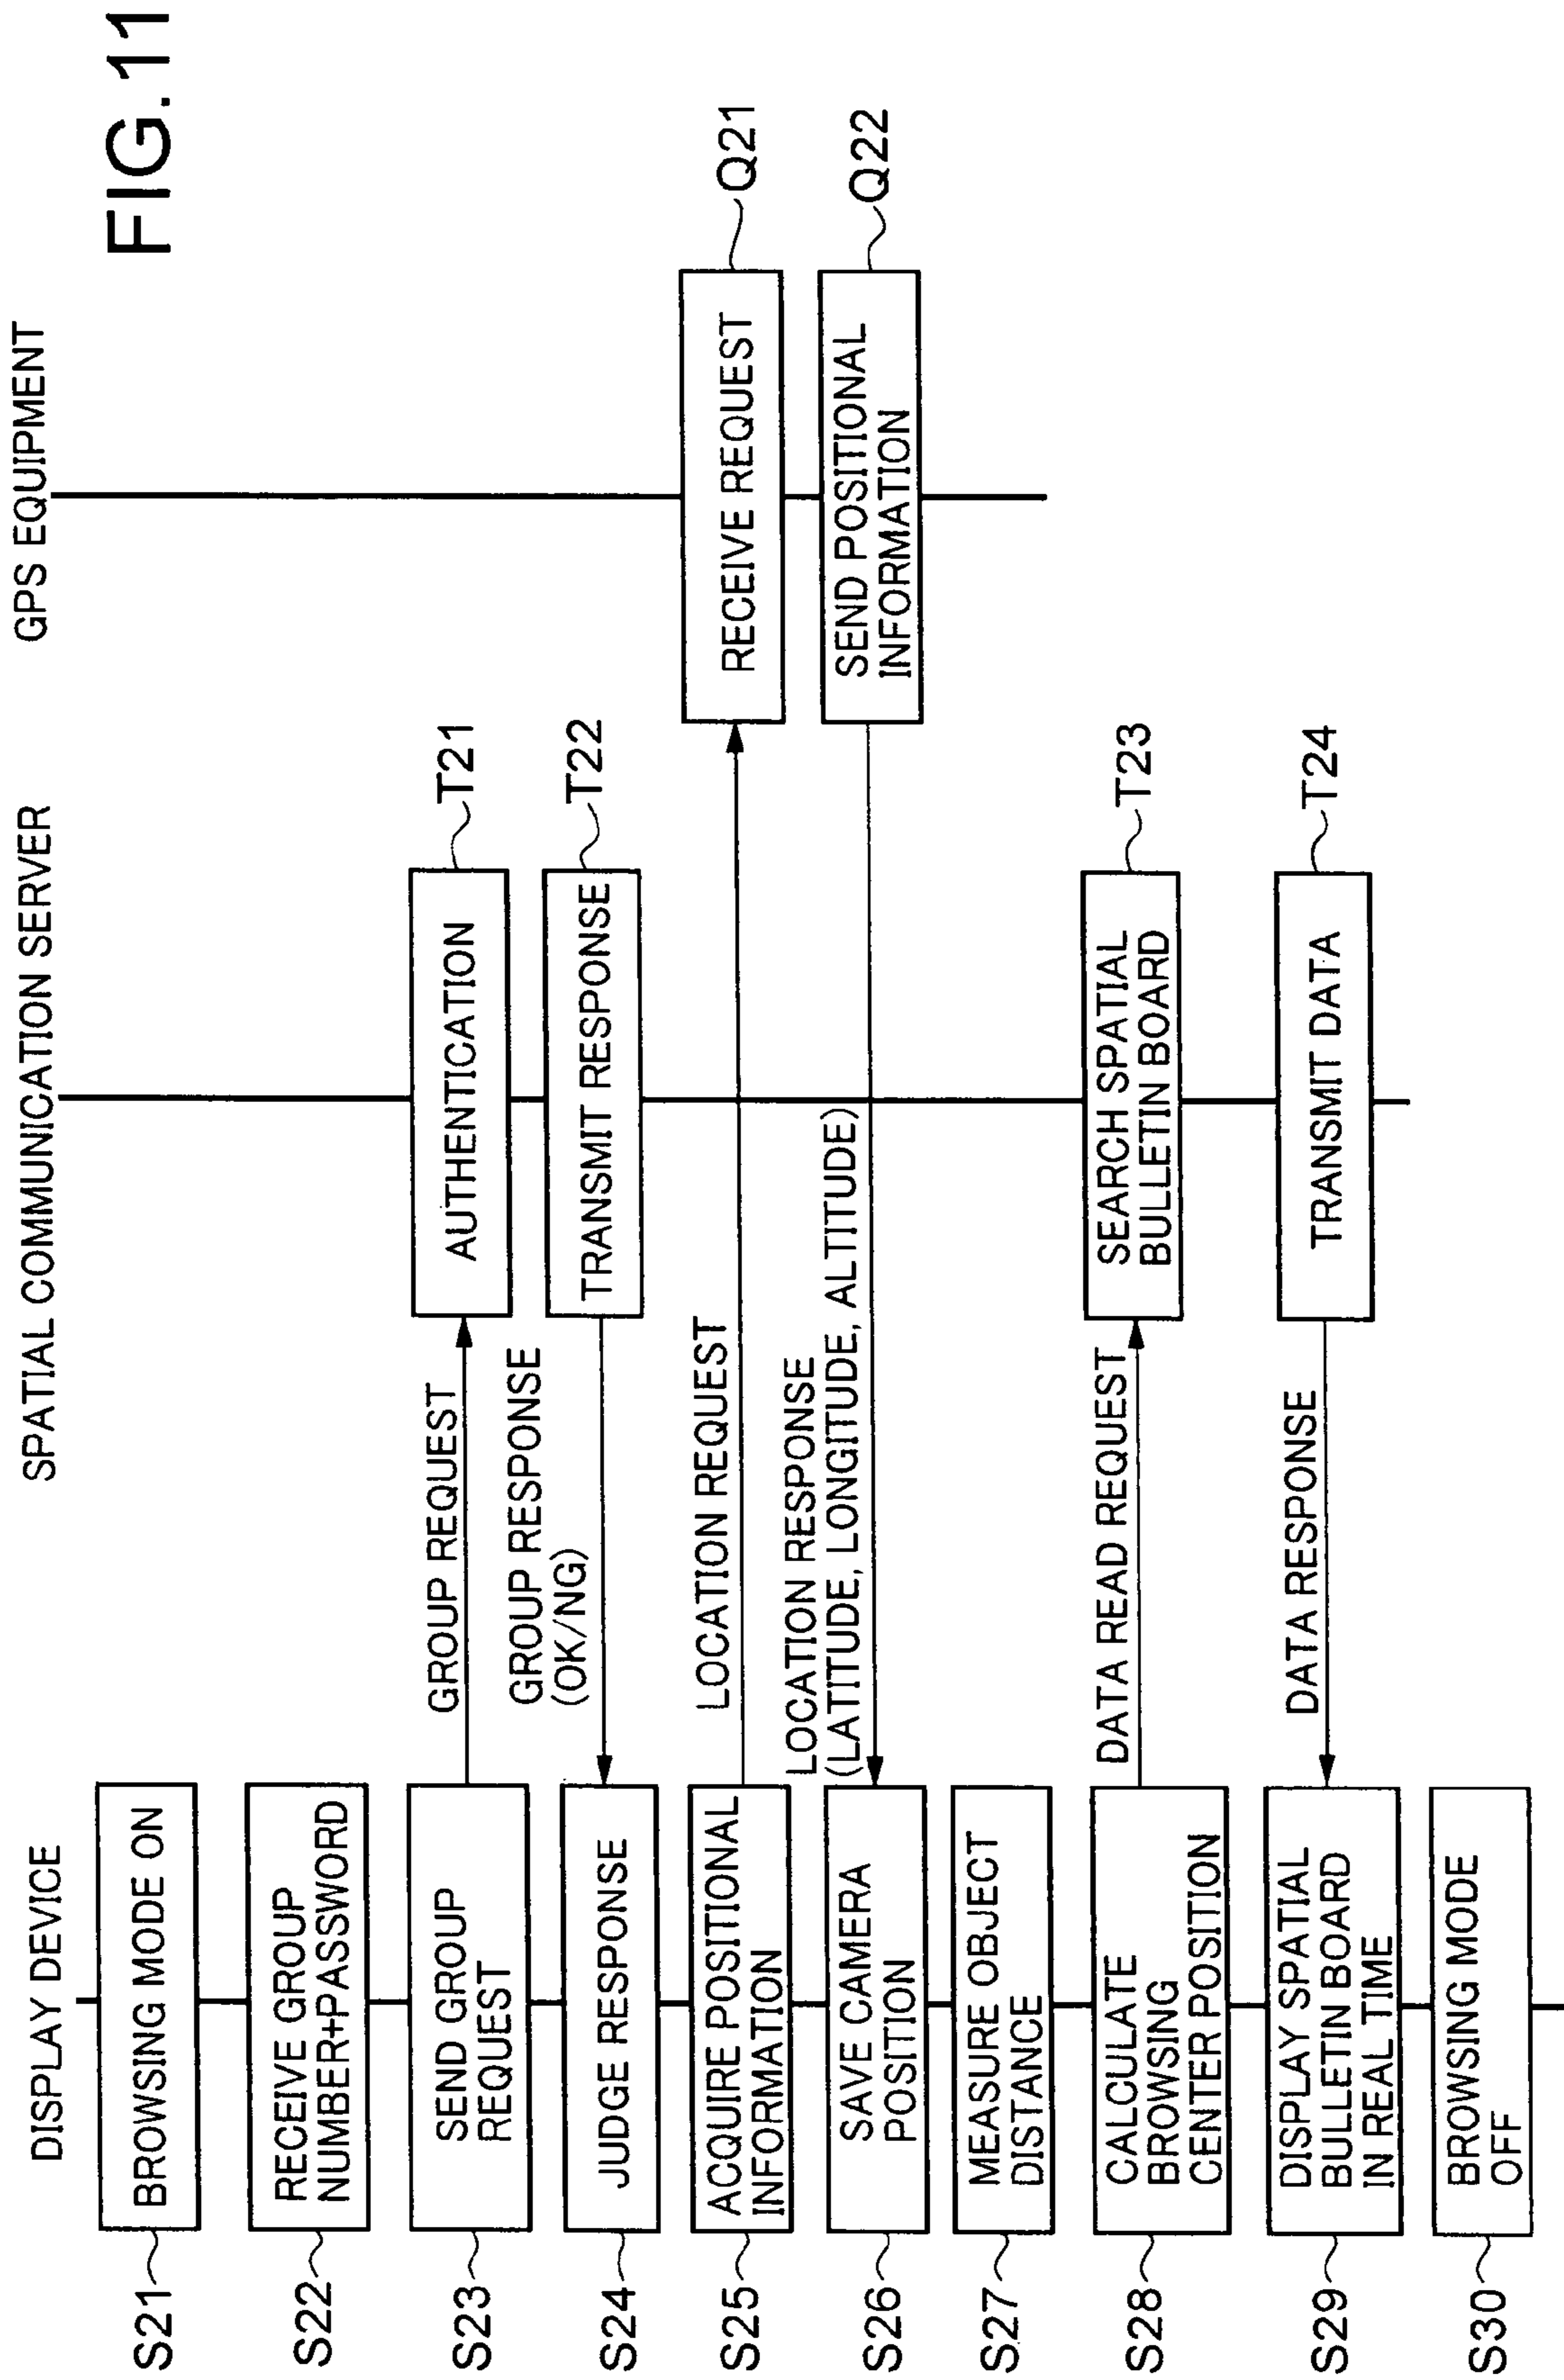 FIG.11
DISPLAY DEVICE
SPATIAL COMMUNICATION SERVER
GPS EQUIPMENT
S21
BROWSING MODE ON
S22
RECEIVE GROUP
NUMBER+PASSWORD
S23
SEND GROUP
REQUEST
GROUP REQUEST
AUTHENTICATION
T21
S24
JUDGE RESPONSE
GROUP RESPONSE
(OK/NG)
TRANSMIT RESPONSE
T22
S25
ACQUIRE POSITIONAL
INFORMATION
LOCATION REQUEST
RECEIVE REQUEST
Q21
S26
SAVE CAMERA
POSITION
LOCATION RESPONSE
(LATITUDE, LONGITUDE, ALTITUDE)
SEND POSITIONAL
INFORMATION
Q22
S27
MEASURE OBJECT
DISTANCE
S28
CALCULATE
BROWSING
CENTER POSITION
DATA READ REQUEST
SEARCH SPATIAL
BULLETIN BOARD
T23
S29
DISPLAY SPATIAL
BULLETIN BOARD
IN REAL TIME
DATA RESPONSE
TRANSMIT DATA
T24
S30
BROWSING MODE
OFF